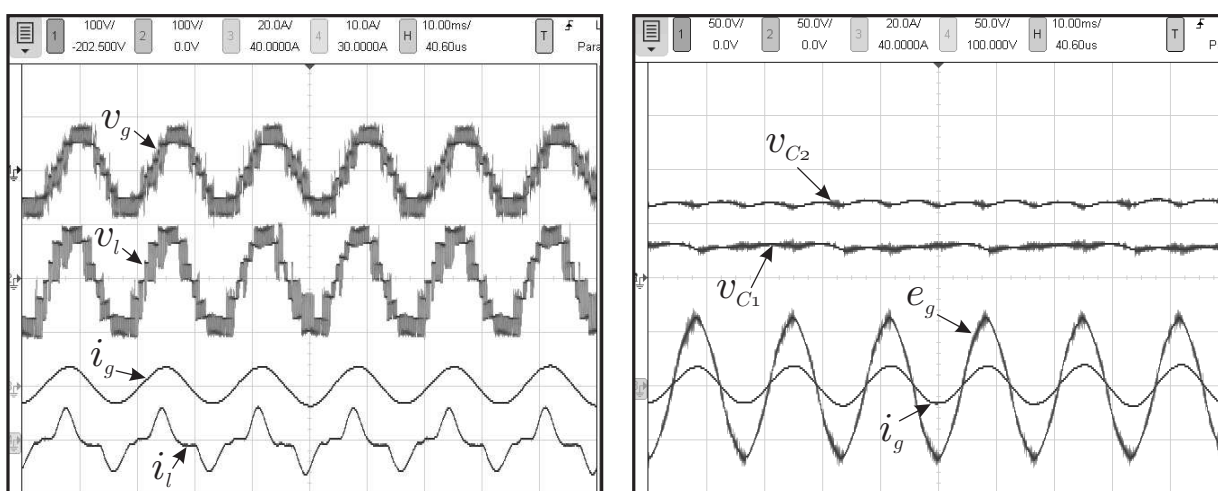 1 100V/ 2 100V/ 3 20.0A/ 4 10.0A/ H 10.00ms/ T
-202.500V 0.0V 40.0000A 30.0000A 40.60us Para
v_g
v_l
i_g
i_l
1 50.0V/ 2 50.0V/ 3 20.0A/ 4 50.0V/ H 10.00ms/ T
0.0V 0.0V 40.0000A 100.000V 40.60us P
v_C2
v_C1
e_g
i_g